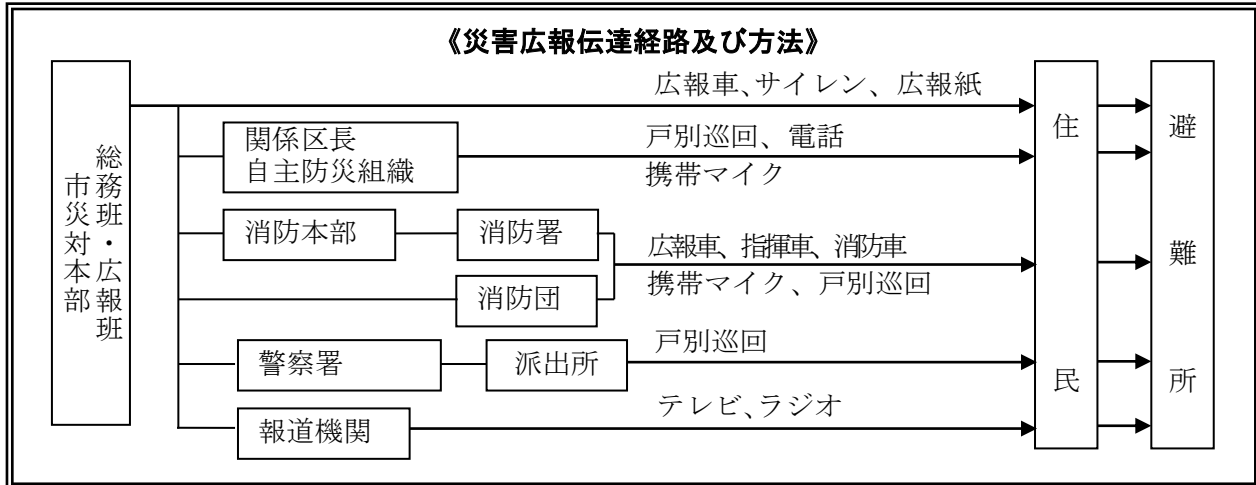 《災害広報伝達経路及び方法》
市災対本部
総務班・広報班
広報車、サイレン、広報紙
関係区長
自主防災組織
戸別巡回、電話
携帯マイク
消防本部
消防署
消防団
広報車、指揮車、消防車
携帯マイク、戸別巡回
警察署
派出所
戸別巡回
報道機関
テレビ、ラジオ
住民
避難所